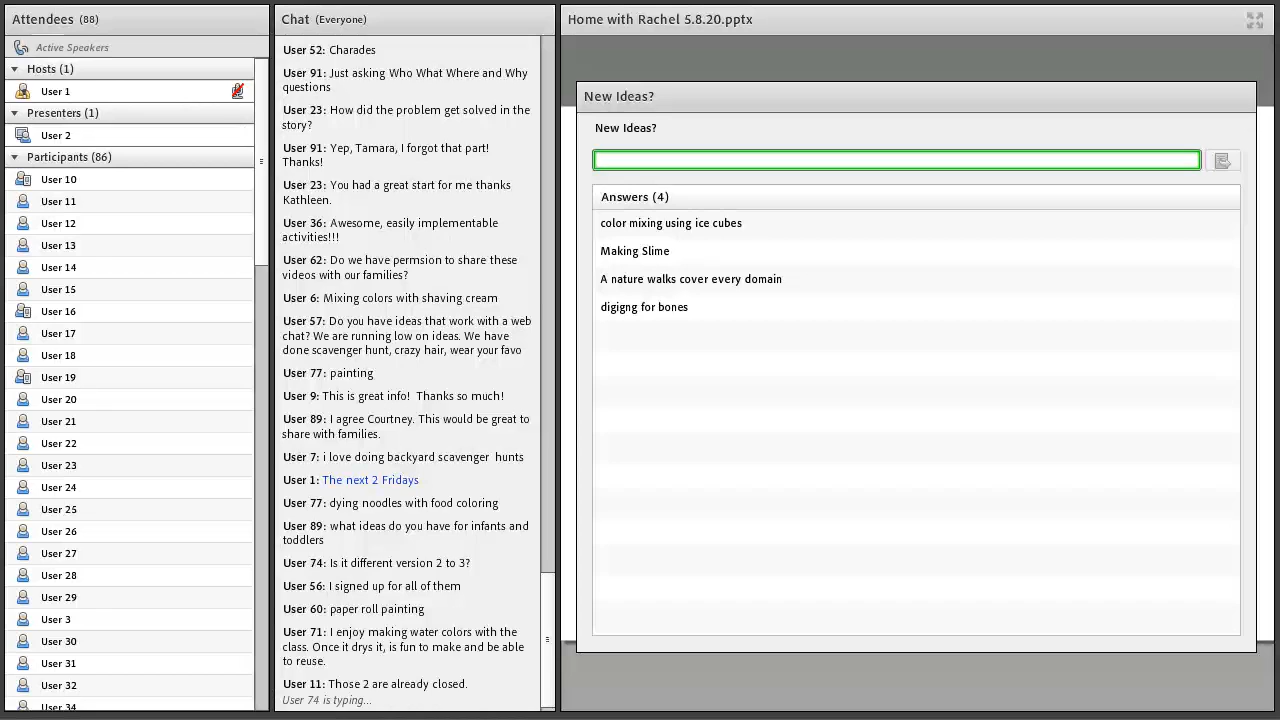 Attendees (88)
Active Speakers
Hosts (1)
User 1
Presenters (1)
User 2
Participants (86)
User 10
User 11
User 12
User 13
User 14
User 15
User 16
User 17
User 18
User 19
User 20
User 21
User 22
User 23
User 24
User 25
User 26
User 27
User 28
User 29
User 3
User 30
User 31
User 32
User 34
Chat (Everyone)
User 52: Charades
User 91: Just asking Who What Where and Why
questions
User 23: How did the problem get solved in the
story?
User 91: Yep, Tamara, I forgot that part!
Thanks!
User 23: You had a great start for me thanks
Kathleen.
User 36: Awesome, easily implementable
activities!!!
User 62: Do we have permsion to share these
videos with our families?
User 6: Mixing colors with shaving cream
User 57: Do you have ideas that work with a web
chat? We are running low on ideas. We have
done scavenger hunt, crazy hair, wear your favo
User 77: painting
User 9: This is great info! Thanks so much!
User 89: I agree Courtney. This would be great to
share with families.
User 7: i love doing backyard scavenger hunts
User 1: The next 2 Fridays
User 77: dying noodles with food coloring
User 89: what ideas do you have for infants and
toddlers
User 74: Is it different version 2 to 3?
User 56: I signed up for all of them
User 60: paper roll painting
User 71: I enjoy making water colors with the
class. Once it drys it, is fun to make and be able
to reuse.
User 11: Those 2 are already closed.
User 74 is typing...
Home with Rachel 5.8.20.pptx
New Ideas?
New Ideas?
Answers (4)
color mixing using ice cubes
Making Slime
A nature walks cover every domain
digigng for bones